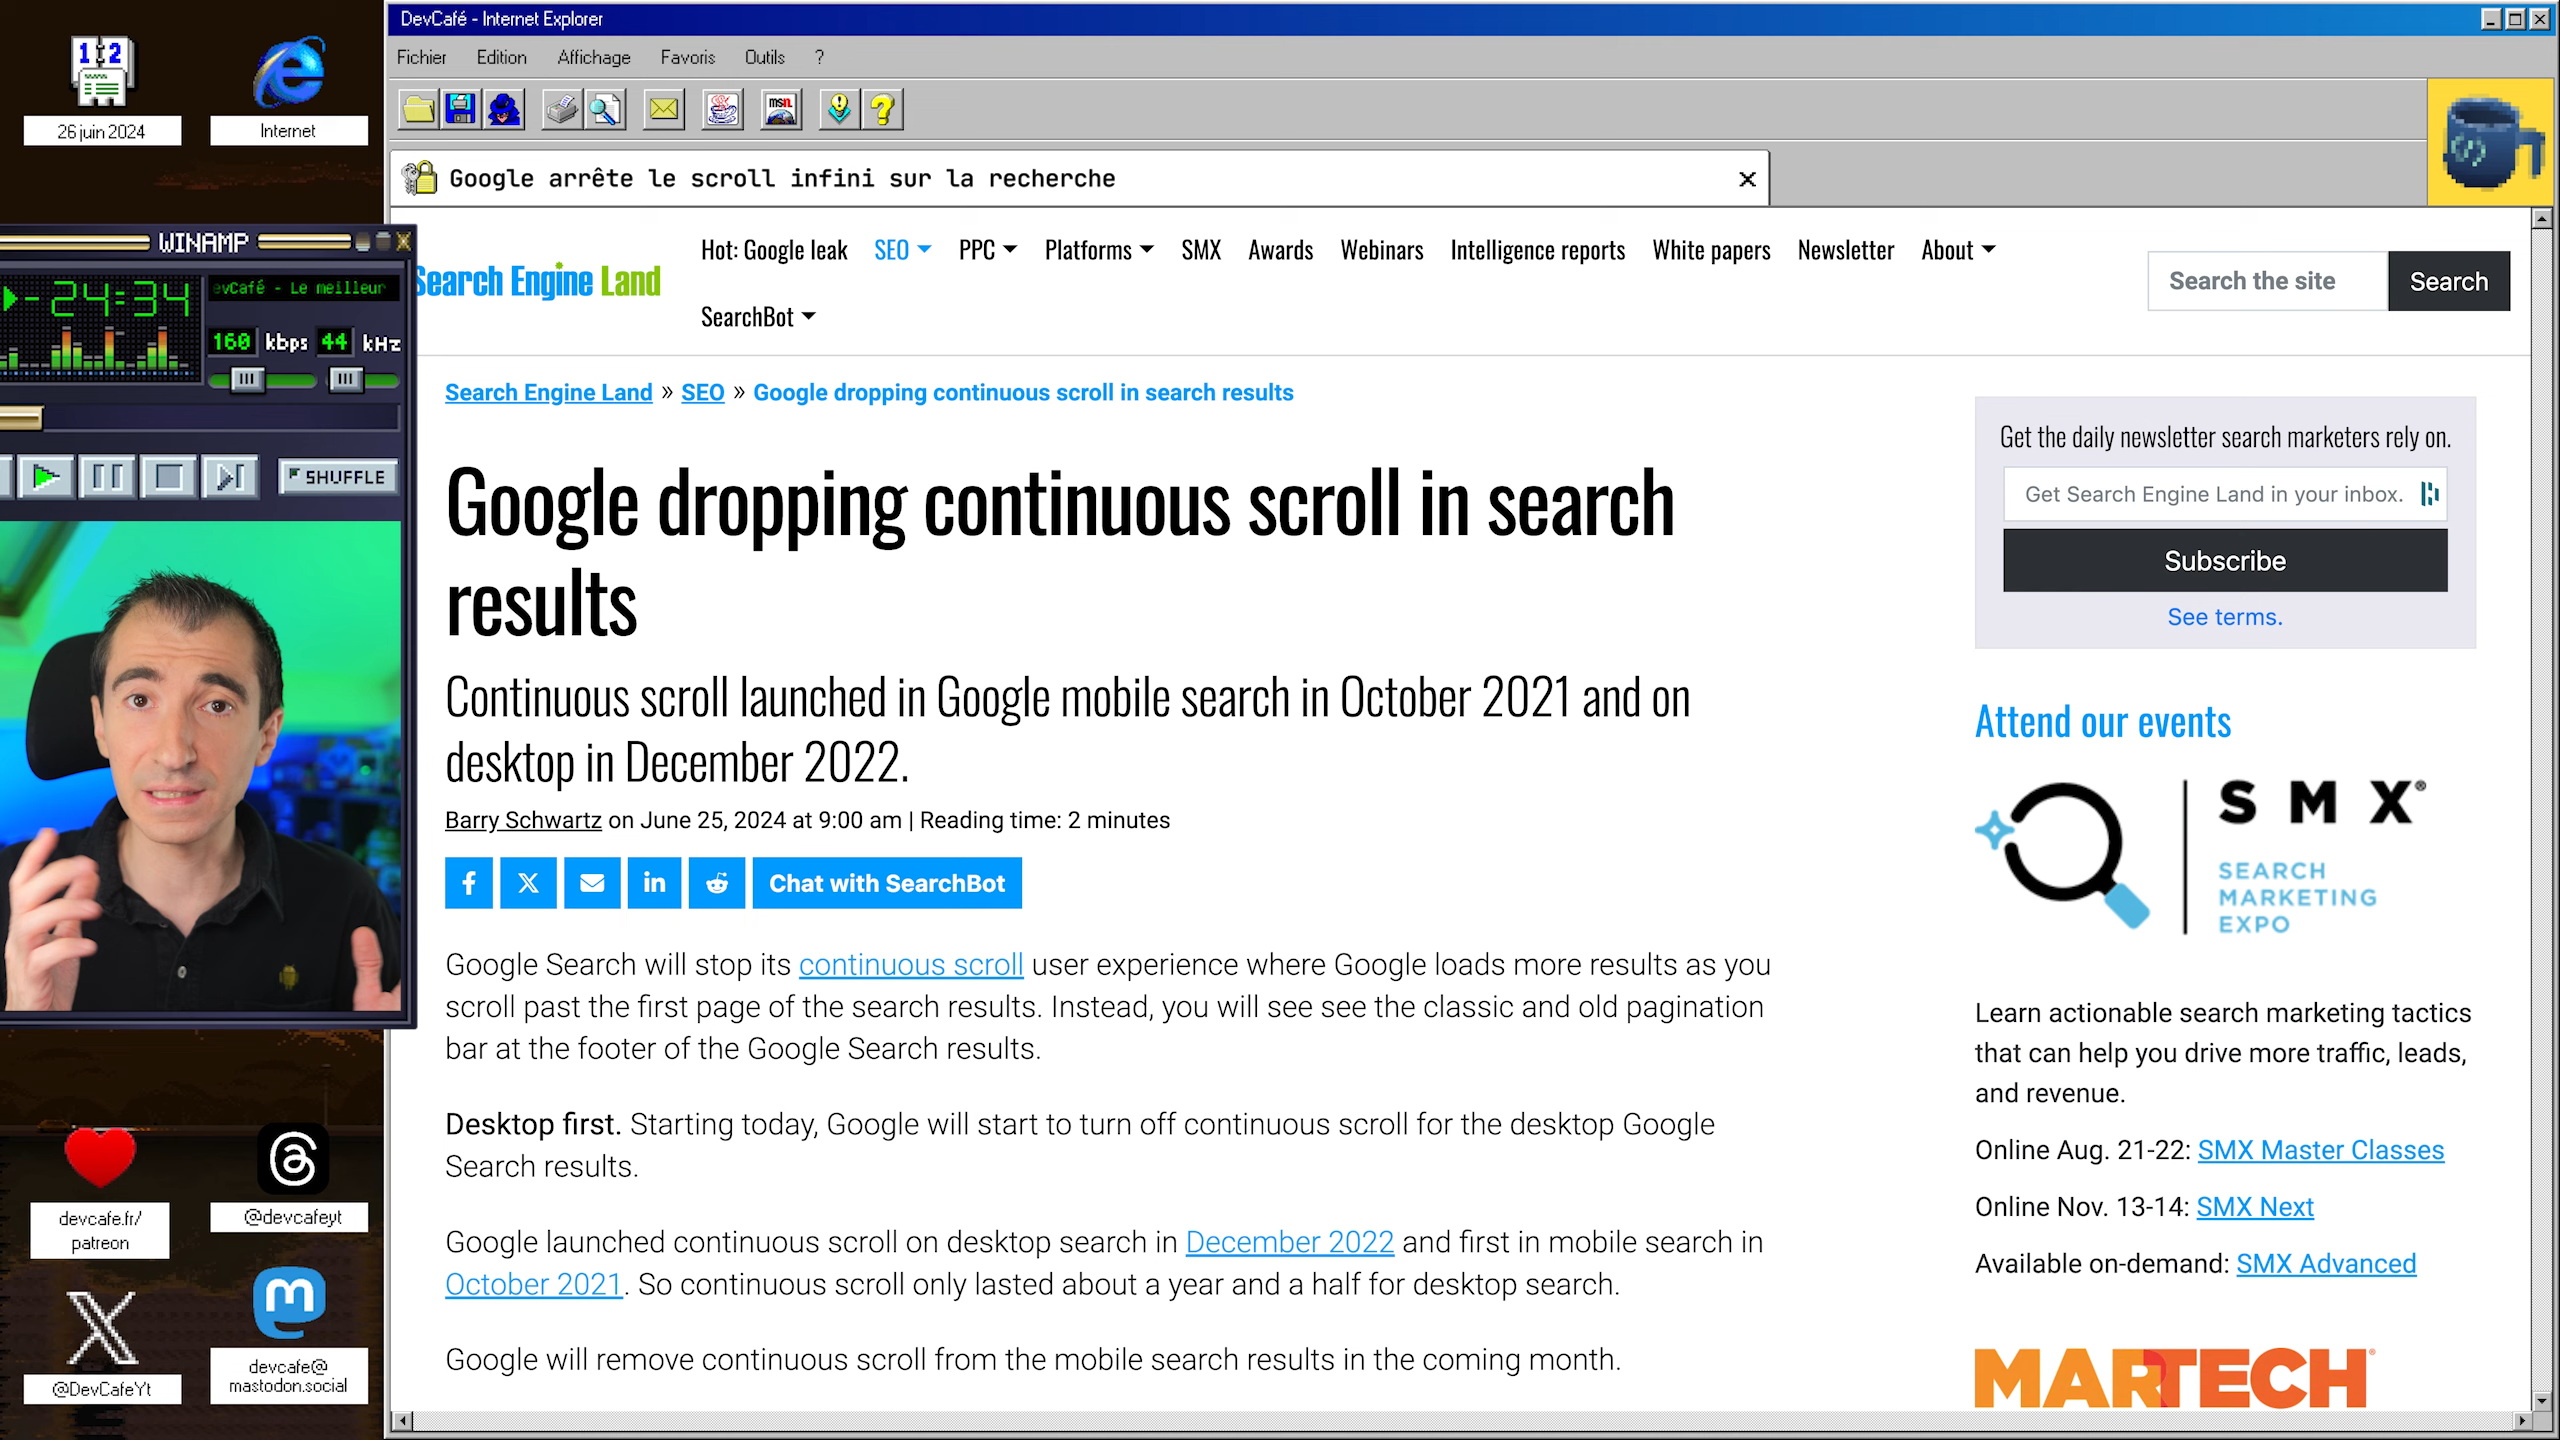 DevCafé - Internet Explorer
Fichier Edition Affichage Favoris Outils ?
msn
12
26 juin 2024
Internet
Google arrête le scroll infini sur la recherche
WINAMP
-24:34
evCafé - Le meilleur
160 kbps 44 kHz
SHUFFLE
Search Engine Land
Hot: Google leak SEO PPC Platforms SMX Awards Webinars Intelligence reports White papers Newsletter About
SearchBot
Search the site
Search
Search Engine Land » SEO » Google dropping continuous scroll in search results
Google dropping continuous scroll in search
results
Continuous scroll launched in Google mobile search in October 2021 and on
desktop in December 2022.
Barry Schwartz on June 25, 2024 at 9:00 am | Reading time: 2 minutes
Chat with SearchBot
Google Search will stop its continuous scroll user experience where Google loads more results as you
scroll past the first page of the search results. Instead, you will see see the classic and old pagination
bar at the footer of the Google Search results.
Desktop first. Starting today, Google will start to turn off continuous scroll for the desktop Google
Search results.
Google launched continuous scroll on desktop search in December 2022 and first in mobile search in
October 2021. So continuous scroll only lasted about a year and a half for desktop search.
Google will remove continuous scroll from the mobile search results in the coming month.
Get the daily newsletter search marketers rely on.
Get Search Engine Land in your inbox.
Subscribe
See terms.
Attend our events
SMX®
SEARCH
MARKETING
EXPO
Learn actionable search marketing tactics
that can help you drive more traffic, leads,
and revenue.
Online Aug. 21-22: SMX Master Classes
Online Nov. 13-14: SMX Next
Available on-demand: SMX Advanced
MARTECH®
devcafe.fr/
patreon
@devcafeyt
@DevCafeYt
devcafe@
mastodon.social